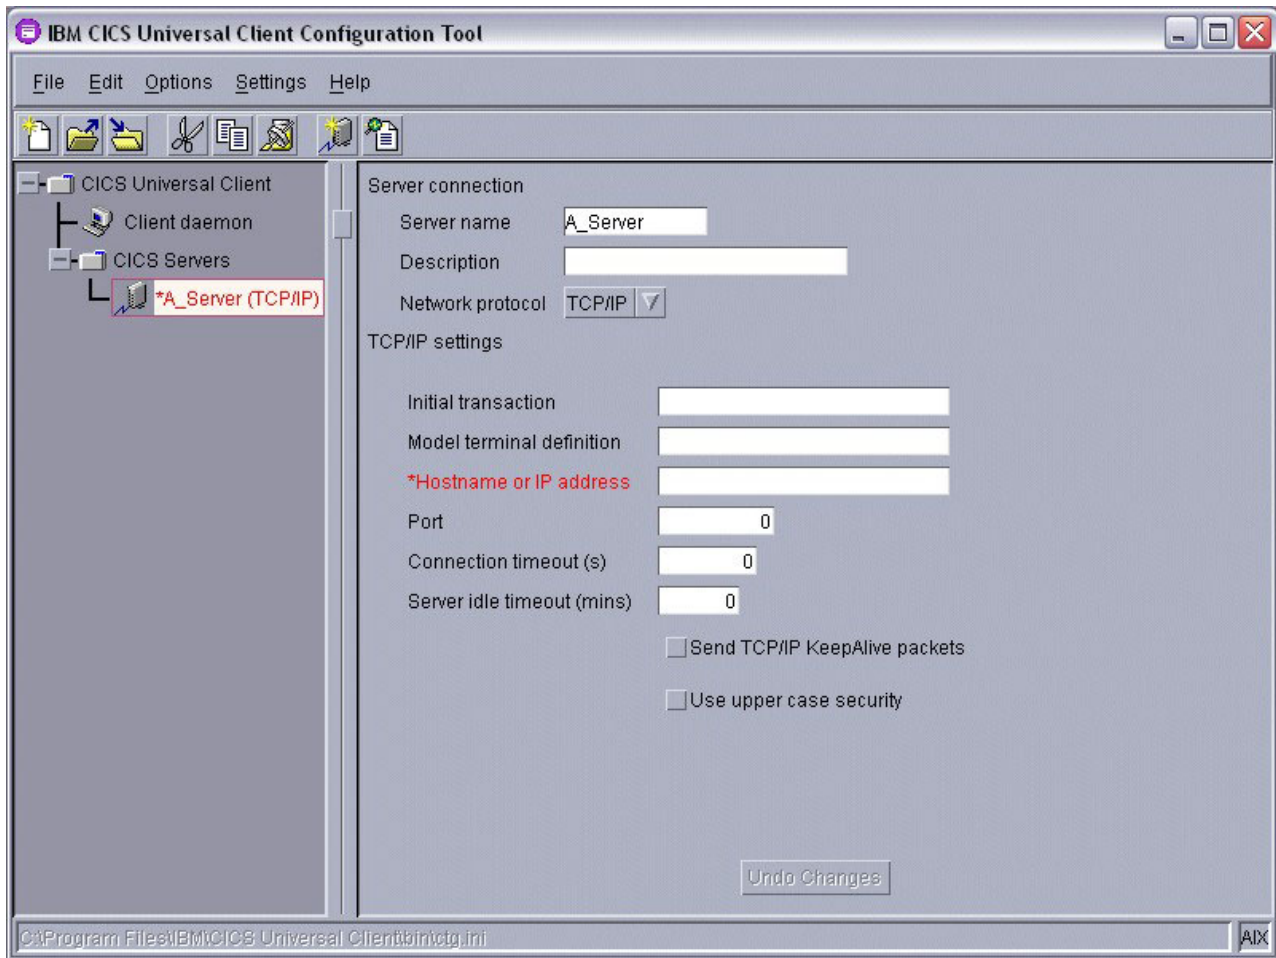 IBM CICS Universal Client Configuration Tool
File Edit Options Settings Help
CICS Universal Client
Client daemon
CICS Servers
*A_Server (TCP/IP)
Server connection
Server name A_Server
Description
Network protocol TCP/IP
TCP/IP settings
Initial transaction
Model terminal definition
*Hostname or IP address
Port 0
Connection timeout (s) 0
Server idle timeout (mins) 0
Send TCP/IP KeepAlive packets
Use upper case security
Undo Changes
C:\Program Files\IBM\CICS Universal Client\bin\ctg.ini AIX